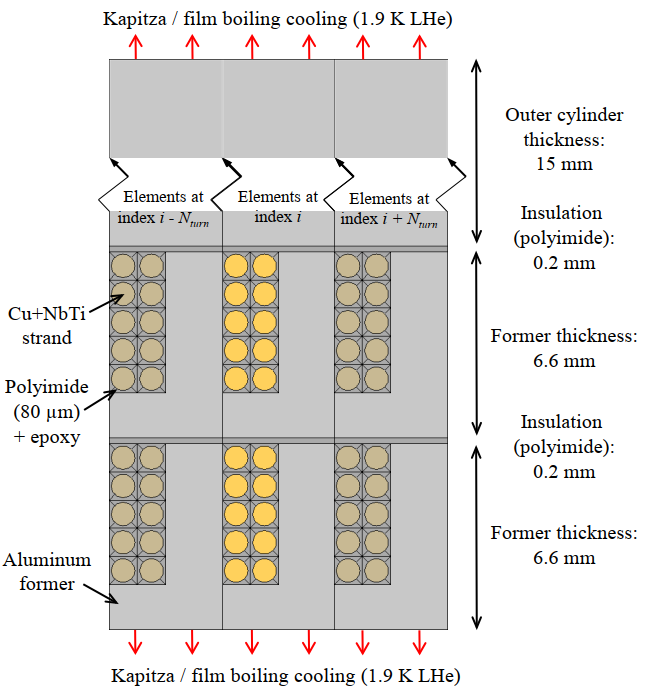 Kapitza / film boiling cooling (1.9 K LHe)
Outer cylinder
thickness:
15 mm
Elements at
index i - Nturn
Elements at
index i
Elements at
index i + Nturn
Insulation
(polyimide):
0.2 mm
Cu+NbTi
strand
Former thickness:
6.6 mm
Polyimide
(80 µm)
+ epoxy
Insulation
(polyimide):
0.2 mm
Former thickness:
6.6 mm
Aluminum
former
Kapitza / film boiling cooling (1.9 K LHe)